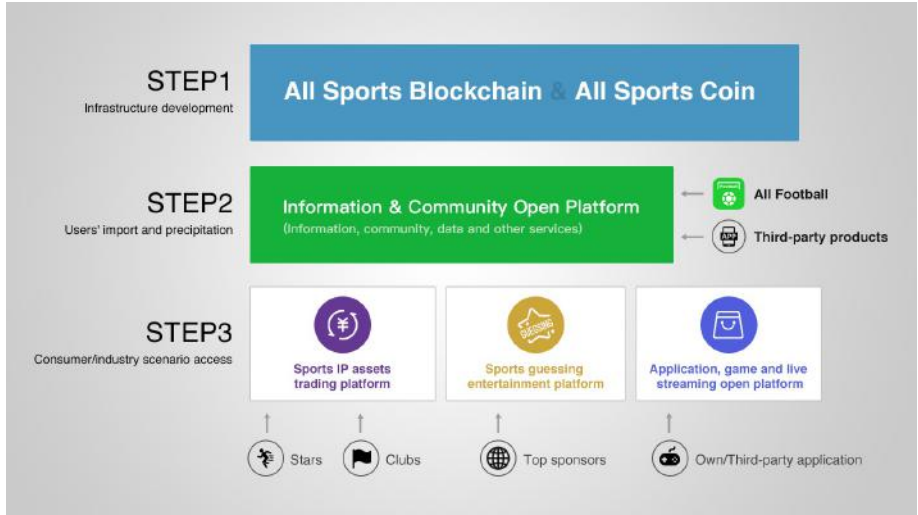 STEP1
Infrastructure development
All Sports Blockchain & All Sports Coin
STEP2
Users' import and precipitation
Information & Community Open Platform
(Information, community, data and other services)
All Football
Third-party products
APP
STEP3
Consumer/industry scenario access
¥
Sports IP assets
trading platform
GUESSING
Sports guessing
entertainment platform
Application, game and live
streaming open platform
Stars
Clubs
Top sponsors
Own/Third-party application